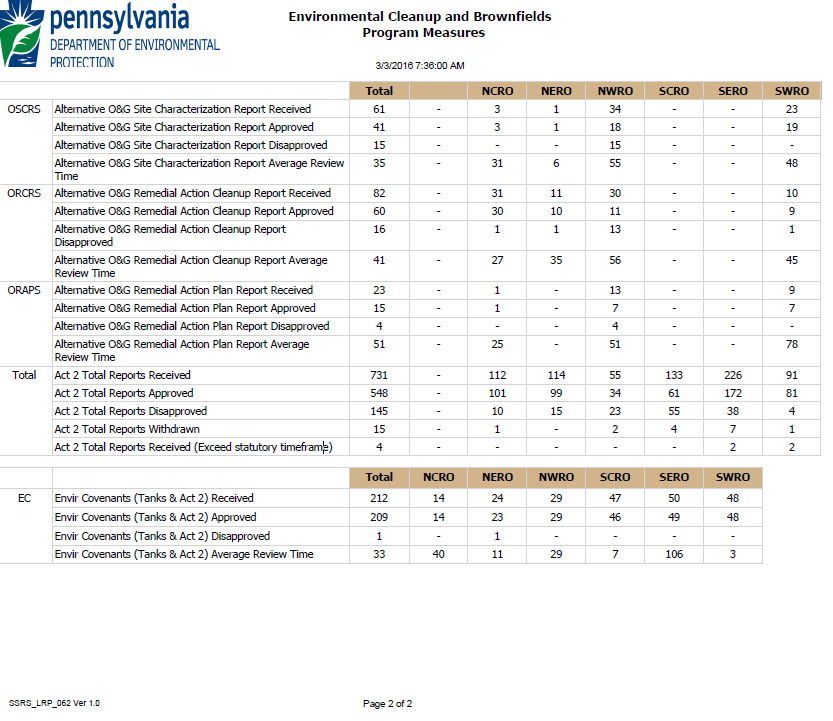 pennsylvania
DEPARTMENT OF ENVIRONMENTAL
PROTECTION
Environmental Cleanup and Brownfields
Program Measures
3/3/2016 7:36:00 AM
Total NCRO NERO NWRO SCRO SERO SWRO
OSCRS Alternative O&G Site Characterization Report Received 61 - 3 1 34 - - 23
Alternative O&G Site Characterization Report Approved 41 - 3 1 18 - - 19
Alternative O&G Site Characterization Report Disapproved 15 - - - 15 - - -
Alternative O&G Site Characterization Report Average Review 35 - 31 6 55 - - 48
Time
ORCRS Alternative O&G Remedial Action Cleanup Report Received 82 - 31 11 30 - - 10
Alternative O&G Remedial Action Cleanup Report Approved 60 - 30 10 11 - - 9
Alternative O&G Remedial Action Cleanup Report 16 - 1 1 13 - - 1
Disapproved
Alternative O&G Remedial Action Cleanup Report Average 41 - 27 35 56 - - 45
Review Time
ORAPS Alternative O&G Remedial Action Plan Report Received 23 - 1 - 13 - - 9
Alternative O&G Remedial Action Plan Report Approved 15 - 1 - 7 - - 7
Alternative O&G Remedial Action Plan Report Disapproved 4 - - - 4 - - -
Alternative O&G Remedial Action Plan Report Average 51 - 25 - 51 - - 78
Review Time
Total Act 2 Total Reports Received 731 - 112 114 55 133 226 91
Act 2 Total Reports Approved 548 - 101 99 34 61 172 81
Act 2 Total Reports Disapproved 145 - 10 15 23 55 38 4
Act 2 Total Reports Withdrawn 15 - 1 - 2 4 7 1
Act 2 Total Reports Received (Exceed statutory timeframe) 4 - - - - - 2 2
Total NCRO NERO NWRO SCRO SERO SWRO
EC Envir Covenants (Tanks & Act 2) Received 212 14 24 29 47 50 48
Envir Covenants (Tanks & Act 2) Approved 209 14 23 29 46 49 48
Envir Covenants (Tanks & Act 2) Disapproved 1 - 1 - - - -
Envir Covenants (Tanks & Act 2) Average Review Time 33 40 11 29 7 106 3
SSRS_LRP_062 Ver 1.0 Page 2 of 2